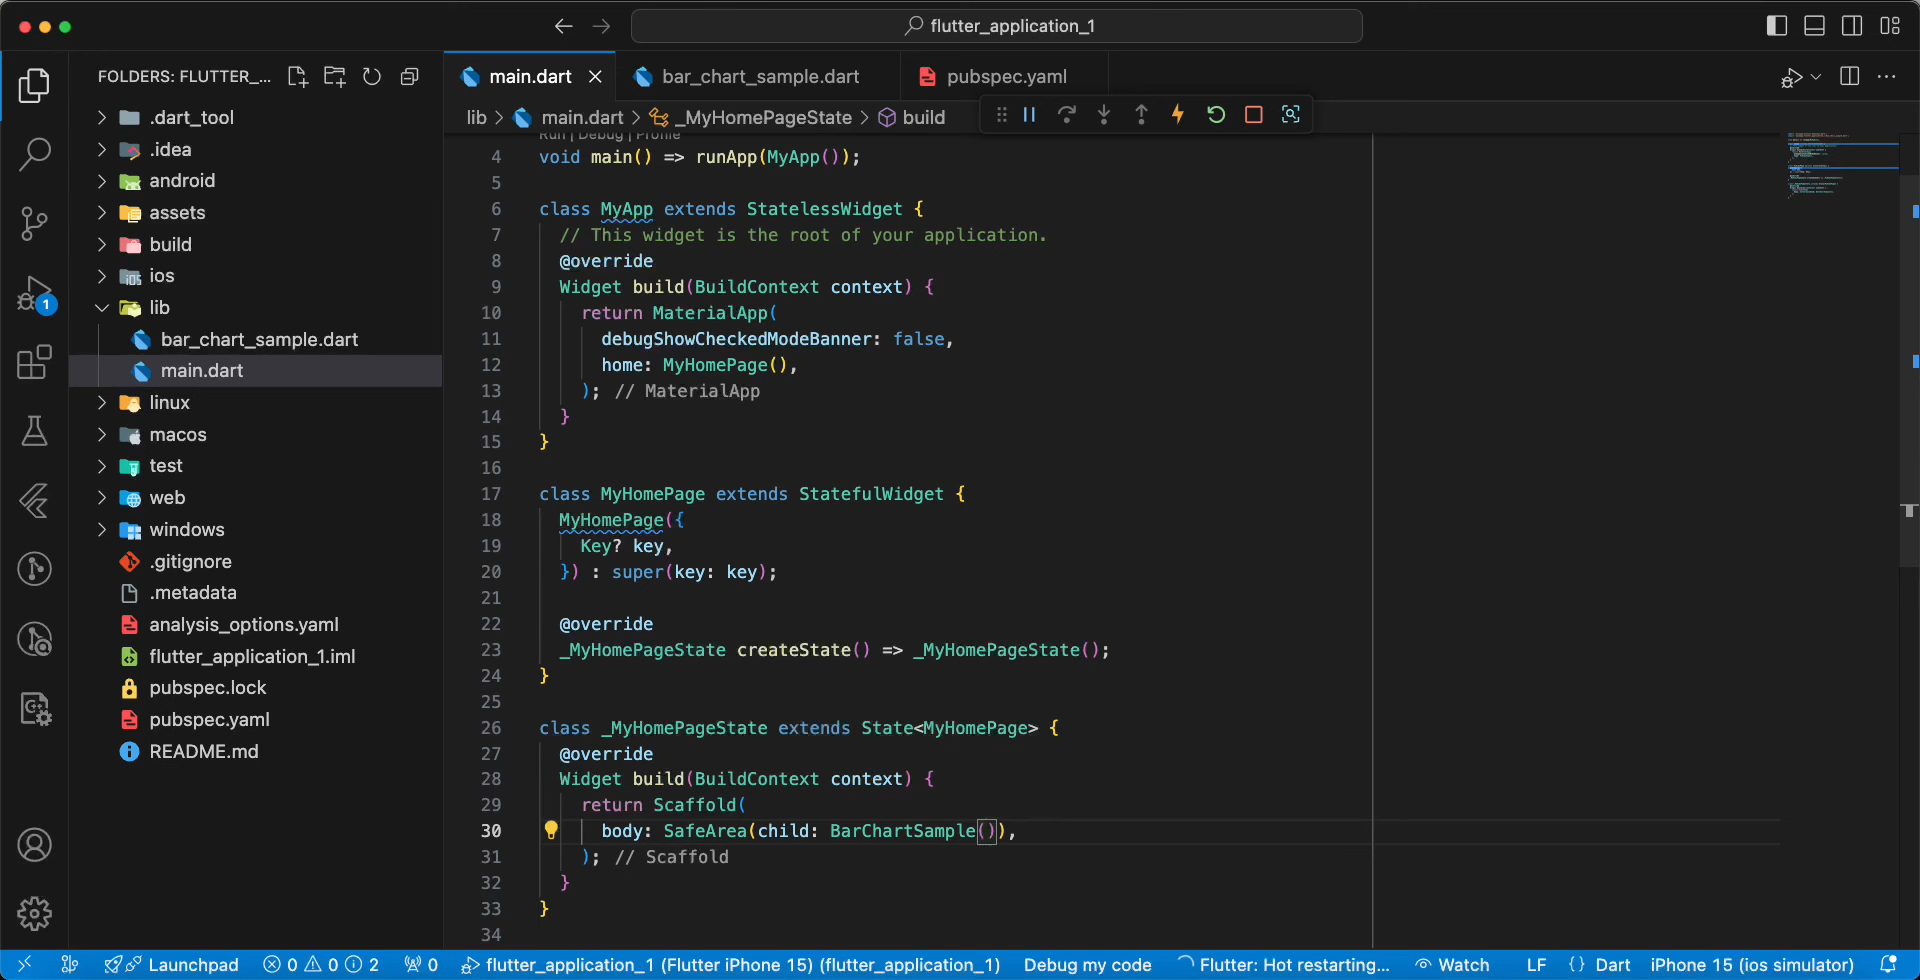 flutter_application_1
FOLDERS: FLUTTER_...
main.dart
bar_chart_sample.dart
pubspec.yaml
lib > main.dart > _MyHomePageState > build
.dart_tool
.idea
android
assets
build
ios
lib
bar_chart_sample.dart
main.dart
linux
macos
test
web
windows
.gitignore
.metadata
analysis_options.yaml
flutter_application_1.iml
pubspec.lock
pubspec.yaml
README.md
1
Run | Debug | Profile
4 void main() => runApp(MyApp());
5
6 class MyApp extends StatelessWidget {
7 // This widget is the root of your application.
8 @override
9 Widget build(BuildContext context) {
10 return MaterialApp(
11 debugShowCheckedModeBanner: false,
12 home: MyHomePage(),
13 ); // MaterialApp
14 }
15 }
16
17 class MyHomePage extends StatefulWidget {
18 MyHomePage({
19 Key? key,
20 }) : super(key: key);
21
22 @override
23 _MyHomePageState createState() => _MyHomePageState();
24 }
25
26 class _MyHomePageState extends State<MyHomePage> {
27 @override
28 Widget build(BuildContext context) {
29 return Scaffold(
30 body: SafeArea(child: BarChartSample()),
31 ); // Scaffold
32 }
33 }
34
Launchpad 0 0 2 0 flutter_application_1 (Flutter iPhone 15) (flutter_application_1) Debug my code Flutter: Hot restarting... Watch LF {} Dart iPhone 15 (ios simulator)